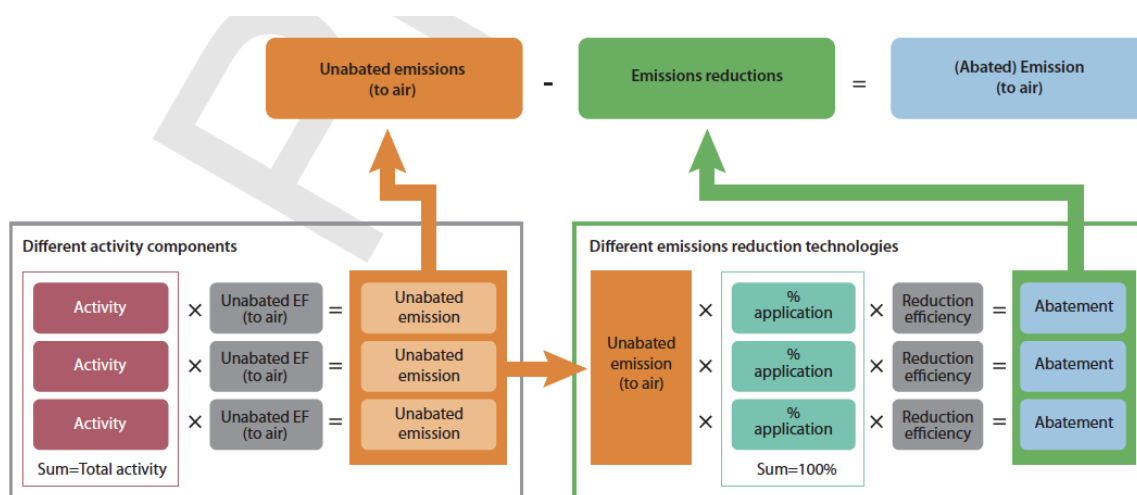 Unabated emissions
(to air)
-
Emissions reductions
=
(Abated) Emission
(to air)
Different activity components
Activity × Unabated EF
(to air) = Unabated
emission
Activity × Unabated EF
(to air) = Unabated
emission
Activity × Unabated EF
(to air) = Unabated
emission
Sum=Total activity
Different emissions reduction technologies
Unabated
emission
(to air)
× %
application × Reduction
efficiency = Abatement
× %
application × Reduction
efficiency = Abatement
× %
application × Reduction
efficiency = Abatement
Sum=100%